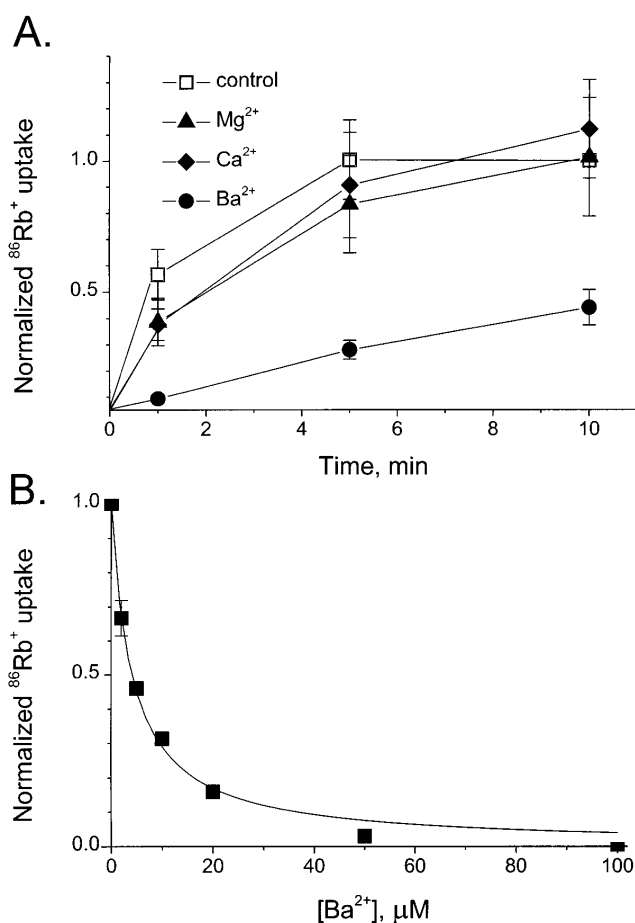 A.
control
Mg²⁺
Ca²⁺
Ba²⁺
1.0
0.5
Normalized ⁸⁶Rb⁺ uptake
0 2 4 6 8 10
Time, min
B.
1.0
0.5
0.0
Normalized ⁸⁶Rb⁺ uptake
0 20 40 60 80 100
[Ba²⁺], μM